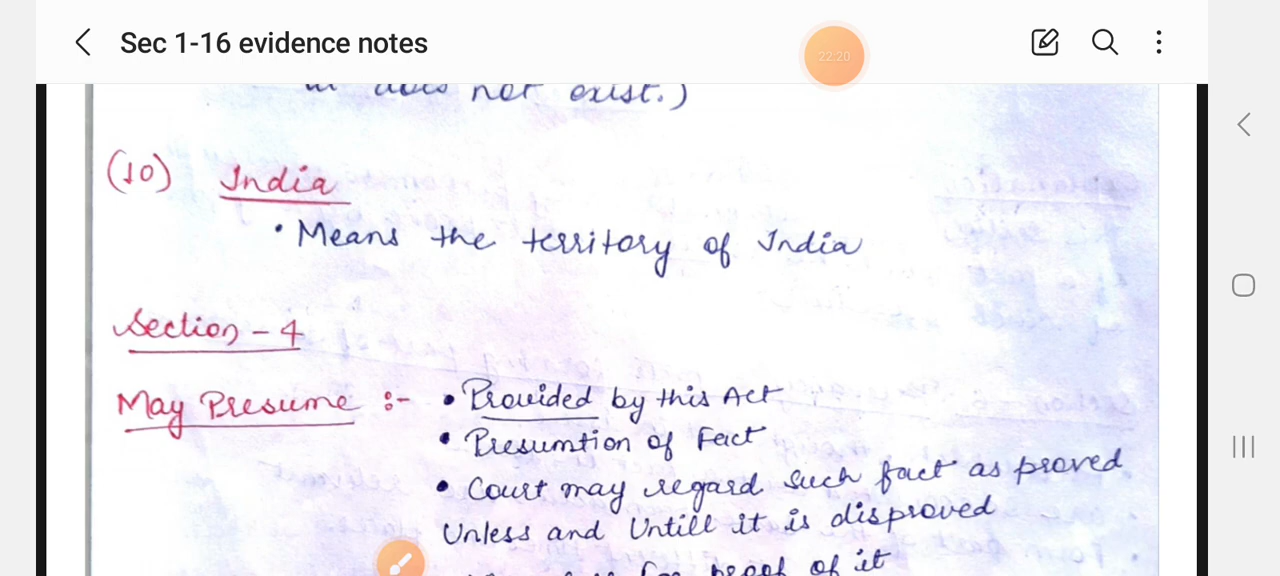 Sec 1-16 evidence notes
22:20
does not exist.)
(10) India
• Means the territory of India
Section - 4
May Presume :- • Provided by this Act
• Presumtion of Fact
• Court may regard such fact as proved
Unless and Untill it is disproved
proof of it